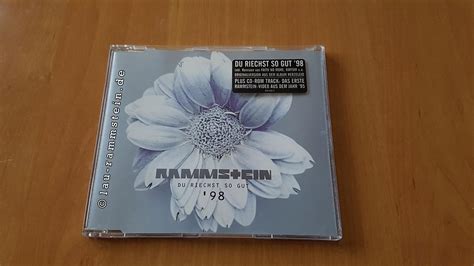 ©lau-rammstein.de
DU RIECHST SO GUT '98
PLUS CD-ROM TRACK: DAS ERSTE
RAMMSTEIN-VIDEO AUS DEM JAHR '95
RAMMSTEIN
DU RIECHST SO GUT
'98